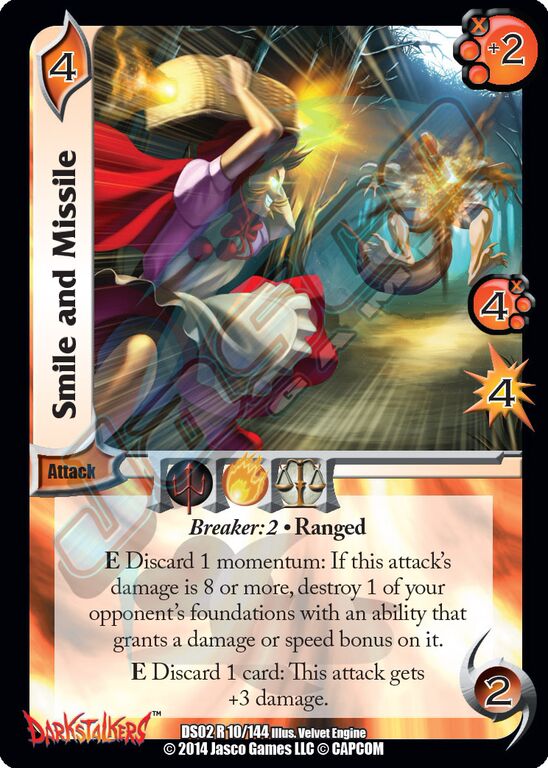 4
X
+2
Smile and Missile
X
4
4
Attack
Breaker: 2 • Ranged
E Discard 1 momentum: If this attack's
damage is 8 or more, destroy 1 of your
opponent's foundations with an ability that
grants a damage or speed bonus on it.
E Discard 1 card: This attack gets
+3 damage.
2
DARKSTALKERS™
DS02 R 10/144 Illus. Velvet Engine
© 2014 Jasco Games LLC © CAPCOM
JASCO
GAMES